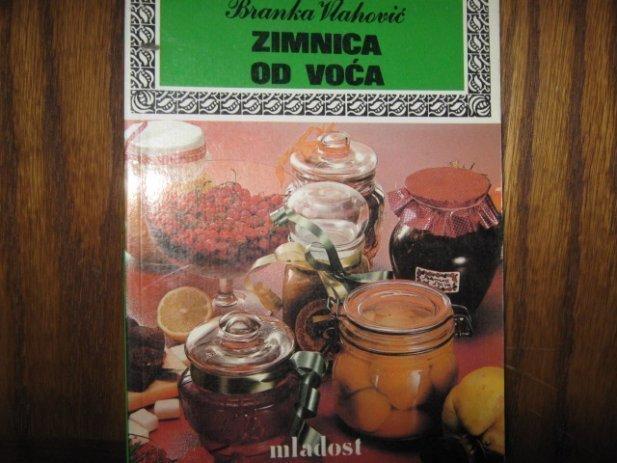 Branka Vlahović
ZIMNICA
OD VOĆA
mladost